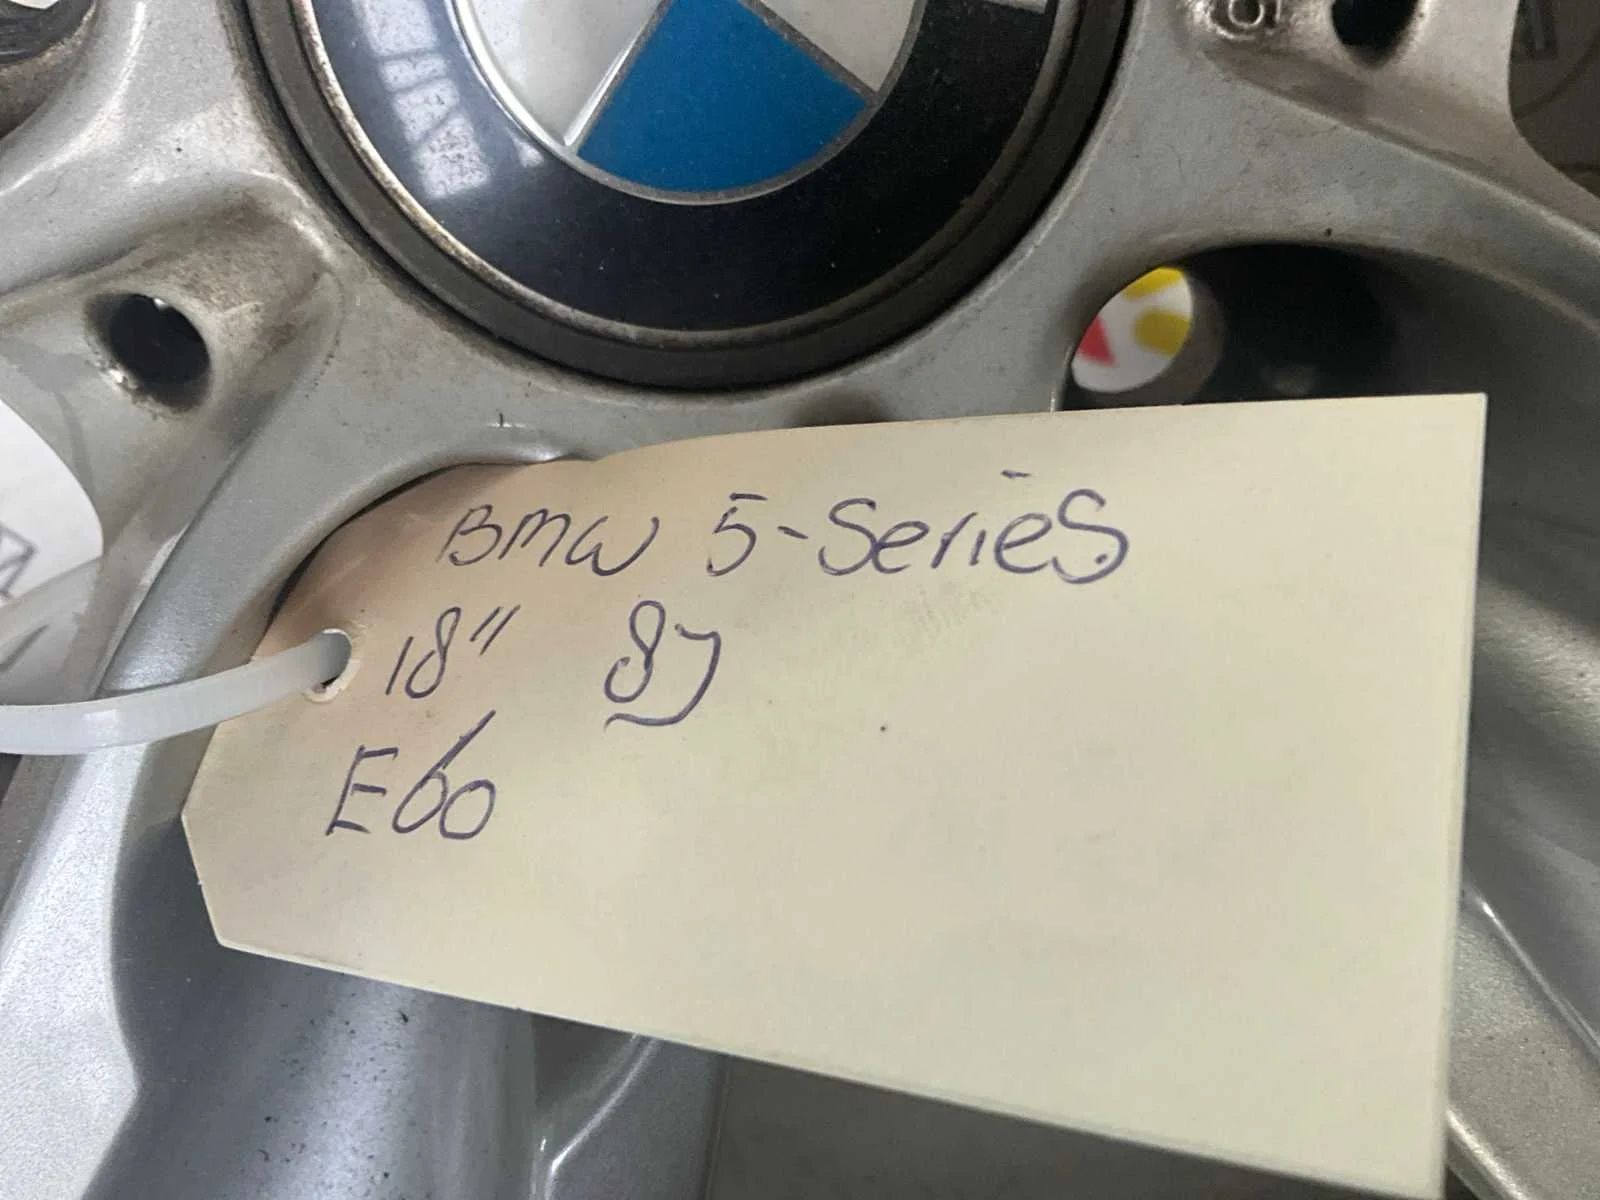 BMW 5-Series
18" 8J
E60